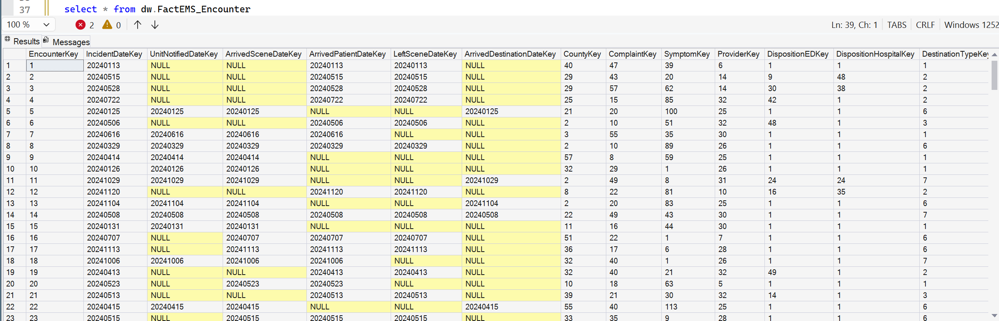 37 select * from dw.FactEMS_Encounter
100 % 2 0 Ln: 39, Ch: 1 TABS CRLF Windows 1252
Results Messages
EncounterKey IncidentDateKey UnitNotifiedDateKey ArrivedSceneDateKey ArrivedPatientDateKey LeftSceneDateKey ArrivedDestinationDateKey CountyKey ComplaintKey SymptomKey ProviderKey DispositionEDKey DispositionHospitalKey DestinationTypeKey
1 1 20240113 NULL NULL 20240113 20240113 NULL 40 47 39 6 1 1 1
2 2 20240515 NULL NULL 20240515 20240515 NULL 29 43 20 14 9 48 2
3 3 20240528 NULL NULL 20240528 20240528 NULL 29 57 62 14 30 38 2
4 4 20240722 NULL NULL 20240722 20240722 NULL 25 15 85 32 42 1 2
5 5 20240125 20240125 20240125 NULL NULL 20240125 21 20 100 25 1 1 6
6 6 20240506 NULL NULL 20240506 20240506 NULL 2 10 51 32 48 1 3
7 7 20240616 20240616 20240616 20240616 NULL NULL 3 55 35 30 1 1 1
8 8 20240329 20240329 20240329 20240329 20240329 NULL 2 10 89 26 1 1 6
9 9 20240414 20240414 20240414 NULL NULL NULL 57 8 59 25 1 1 1
10 10 20240126 20240126 20240126 NULL NULL NULL 32 29 1 26 1 1 1
11 11 20241029 20241029 20241029 NULL NULL 20241029 2 49 8 31 24 24 7
12 12 20241120 NULL NULL 20241120 20241120 NULL 8 22 81 10 16 35 2
13 13 20241104 20241104 20241104 NULL NULL 20241104 2 20 83 25 1 1 6
14 14 20240508 20240508 20240508 20240508 20240508 20240508 22 49 43 30 1 1 7
15 15 20240131 20240131 20240131 NULL NULL NULL 11 16 44 30 1 1 1
16 16 20240707 NULL 20240707 20240707 20240707 NULL 51 22 1 7 1 1 6
17 17 20241113 NULL 20241113 20241113 20241113 NULL 36 17 6 28 1 1 6
18 18 20241006 20241006 20241006 20241006 NULL NULL 32 40 1 26 1 1 7
19 19 20240413 NULL NULL 20240413 20240413 NULL 32 40 21 32 49 1 2
20 20 20240523 NULL 20240523 20240523 NULL NULL 10 18 63 5 1 1 1
21 21 20240513 NULL NULL 20240513 20240513 NULL 39 21 30 32 14 1 3
22 22 20240415 20240415 20240415 NULL NULL 20240415 55 40 113 25 1 1 6
23 23 20240515 NULL 20240515 20240515 20240515 NULL 33 35 9 28 1 1 6